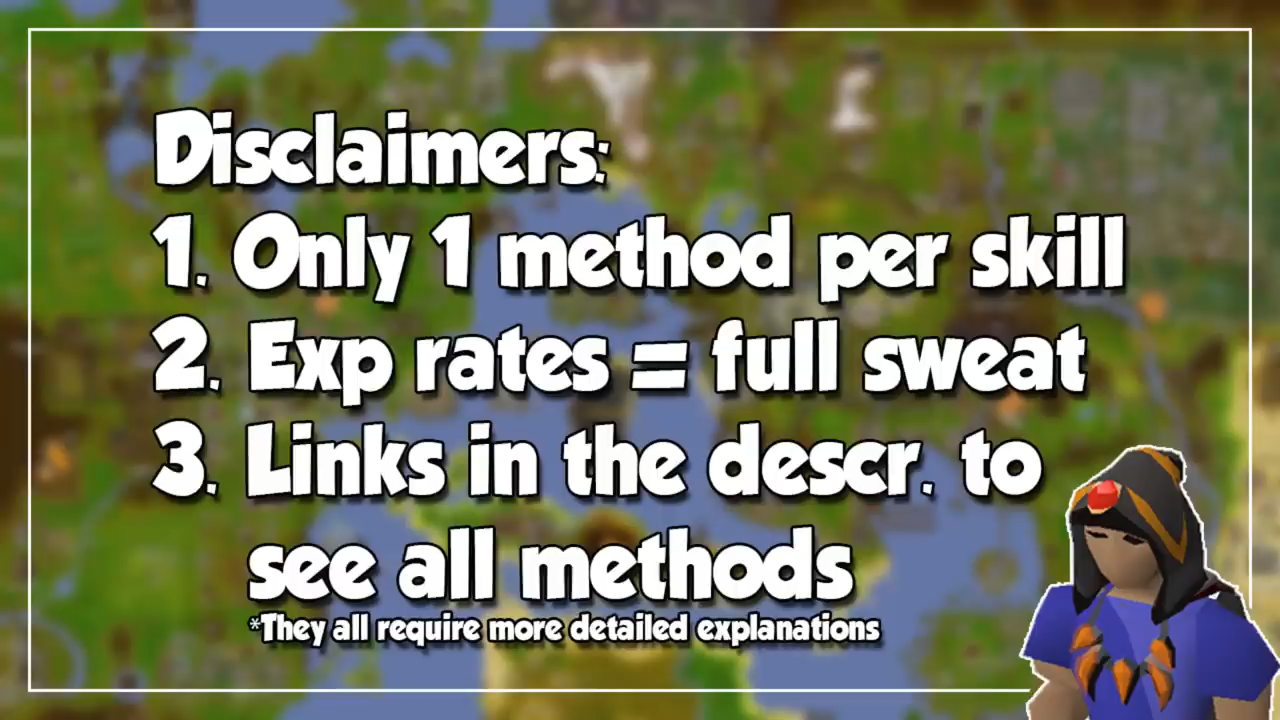 Disclaimers:
1. Only 1 method per skill
2. Exp rates = full sweat
3. Links in the descr. to
see all methods
*They all require more detailed explanations